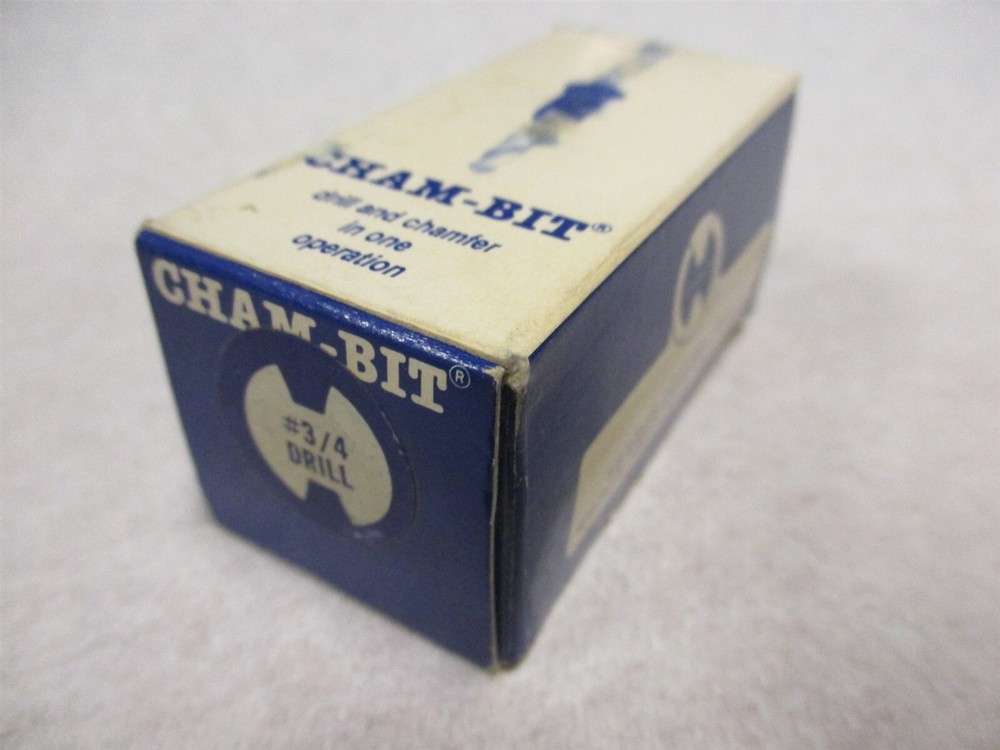 CHAM-BIT®
drill and chamfer
in one
operation
CHAM-BIT®
#3/4
DRILL
H